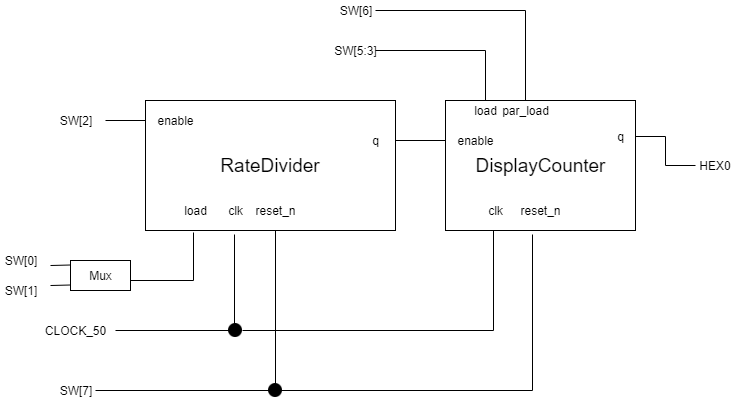 SW[6]
SW[5:3]
load par_load
SW[2]
enable
q
enable
q
RateDivider
DisplayCounter
HEX0
load clk reset_n
clk reset_n
SW[0]
Mux
SW[1]
CLOCK_50
SW[7]